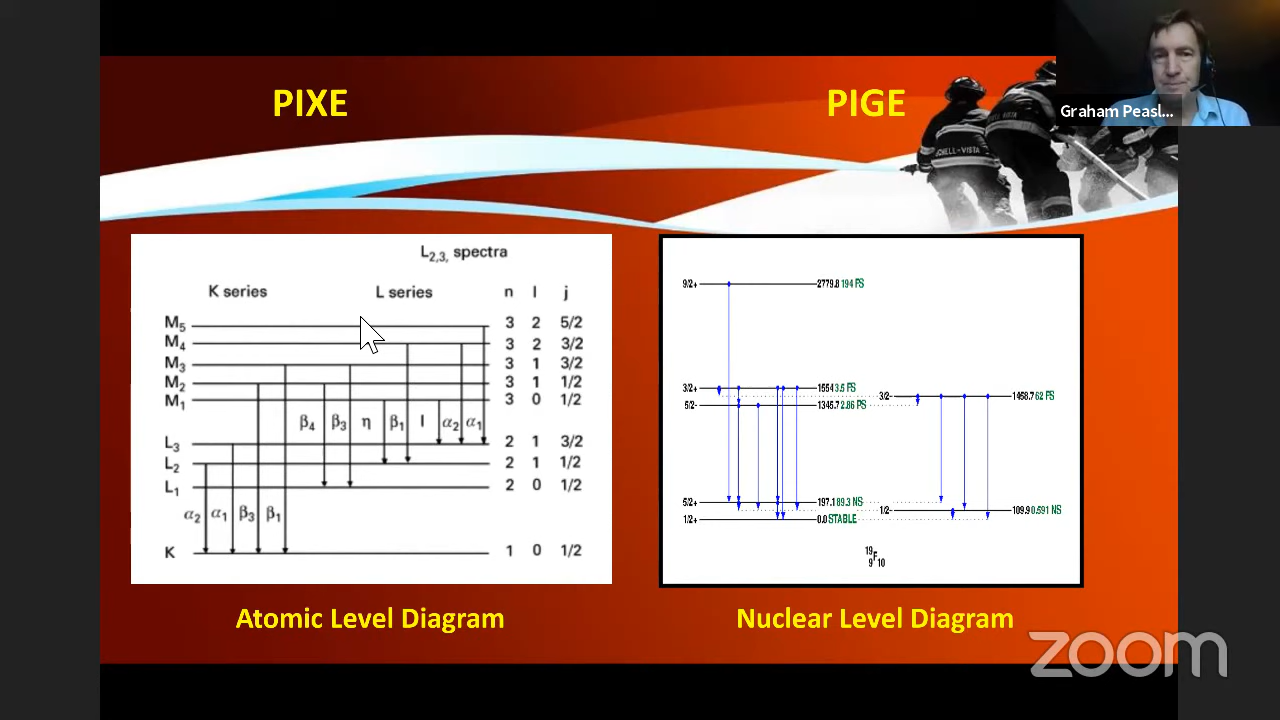 PIXE
PIGE
Graham Peasl...
L2,3, spectra
K series
L series
n l j
M5 3 2 5/2
M4 3 2 3/2
M3 3 1 3/2
M2 3 1 1/2
M1 3 0 1/2
β4 β3 η β1 l α2 α1
L3 2 1 3/2
L2 2 1 1/2
L1 2 0 1/2
α2 α1 β3 β1
K 1 0 1/2
9/2+ 2779.8 194 FS
3/2+ 1554 3.5 FS
3/2- 1458.7 62 FS
5/2- 1345.7 2.86 PS
5/2+ 197.1 89.3 NS
1/2- 109.9 0.591 NS
1/2+ 0.0 STABLE
19 9 F 10
Atomic Level Diagram
Nuclear Level Diagram
zoom